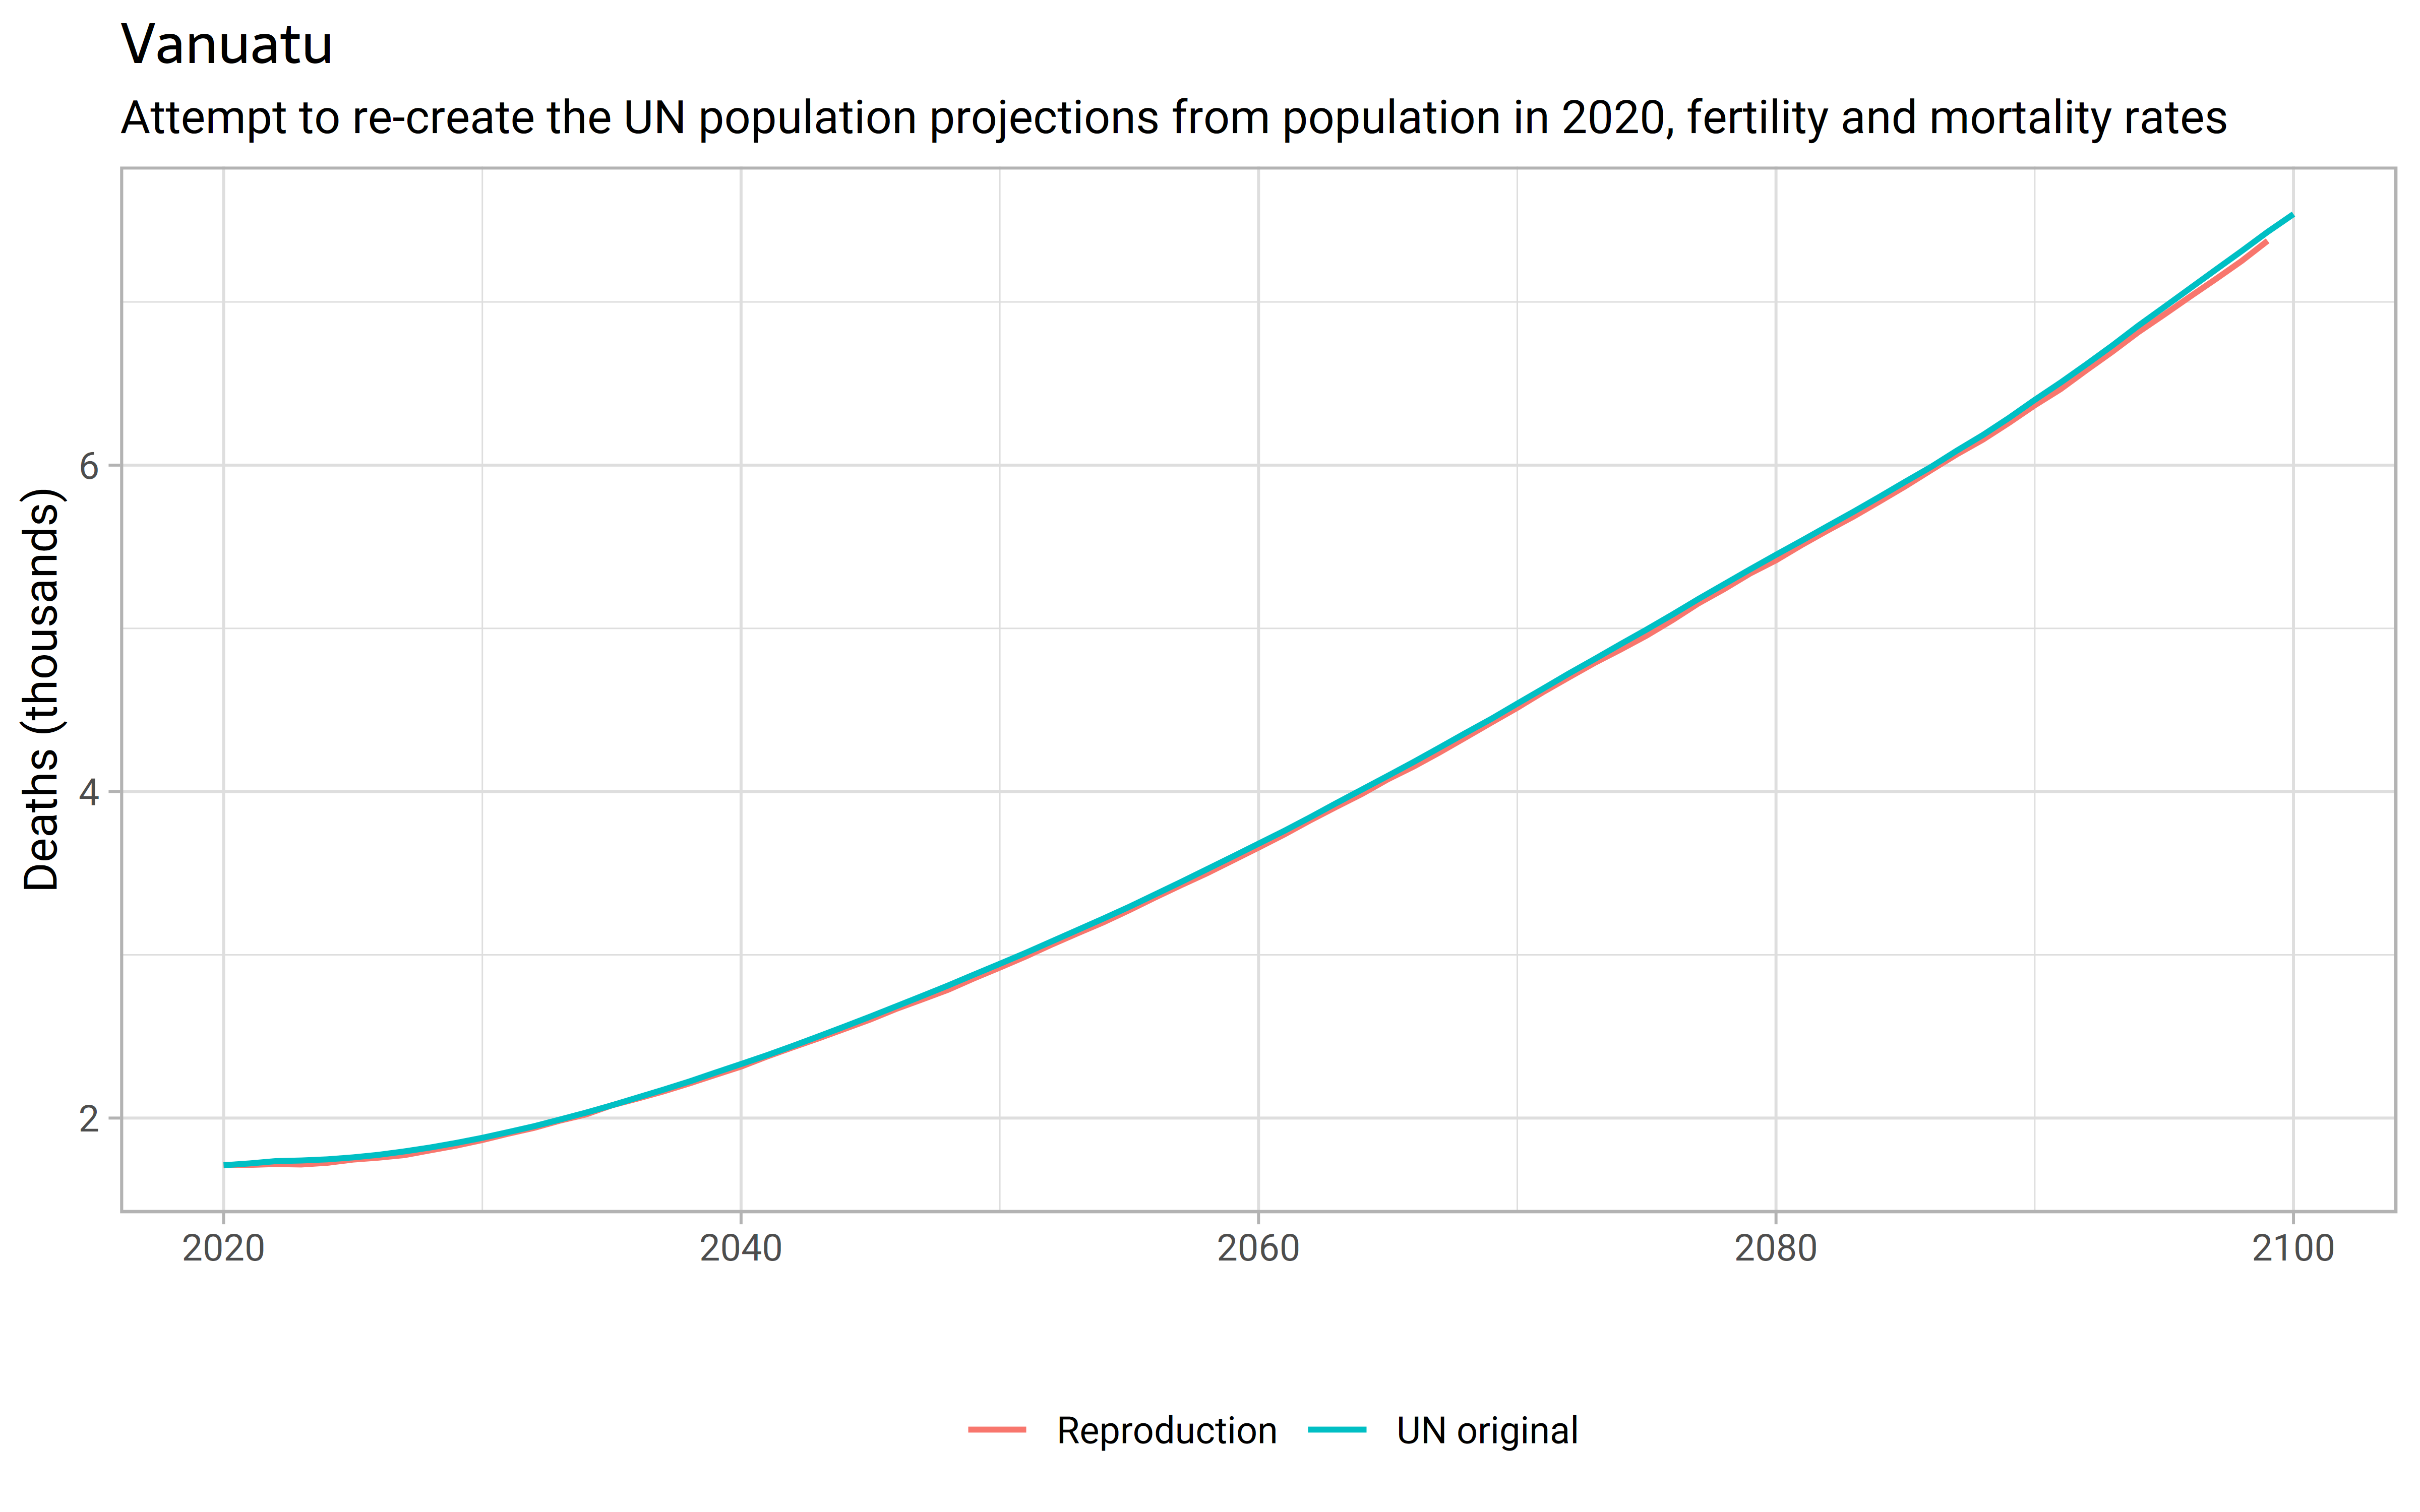 Vanuatu
Attempt to re-create the UN population projections from population in 2020, fertility and mortality rates
Deaths (thousands)
6
4
2
2020 2040 2060 2080 2100
Reproduction UN original